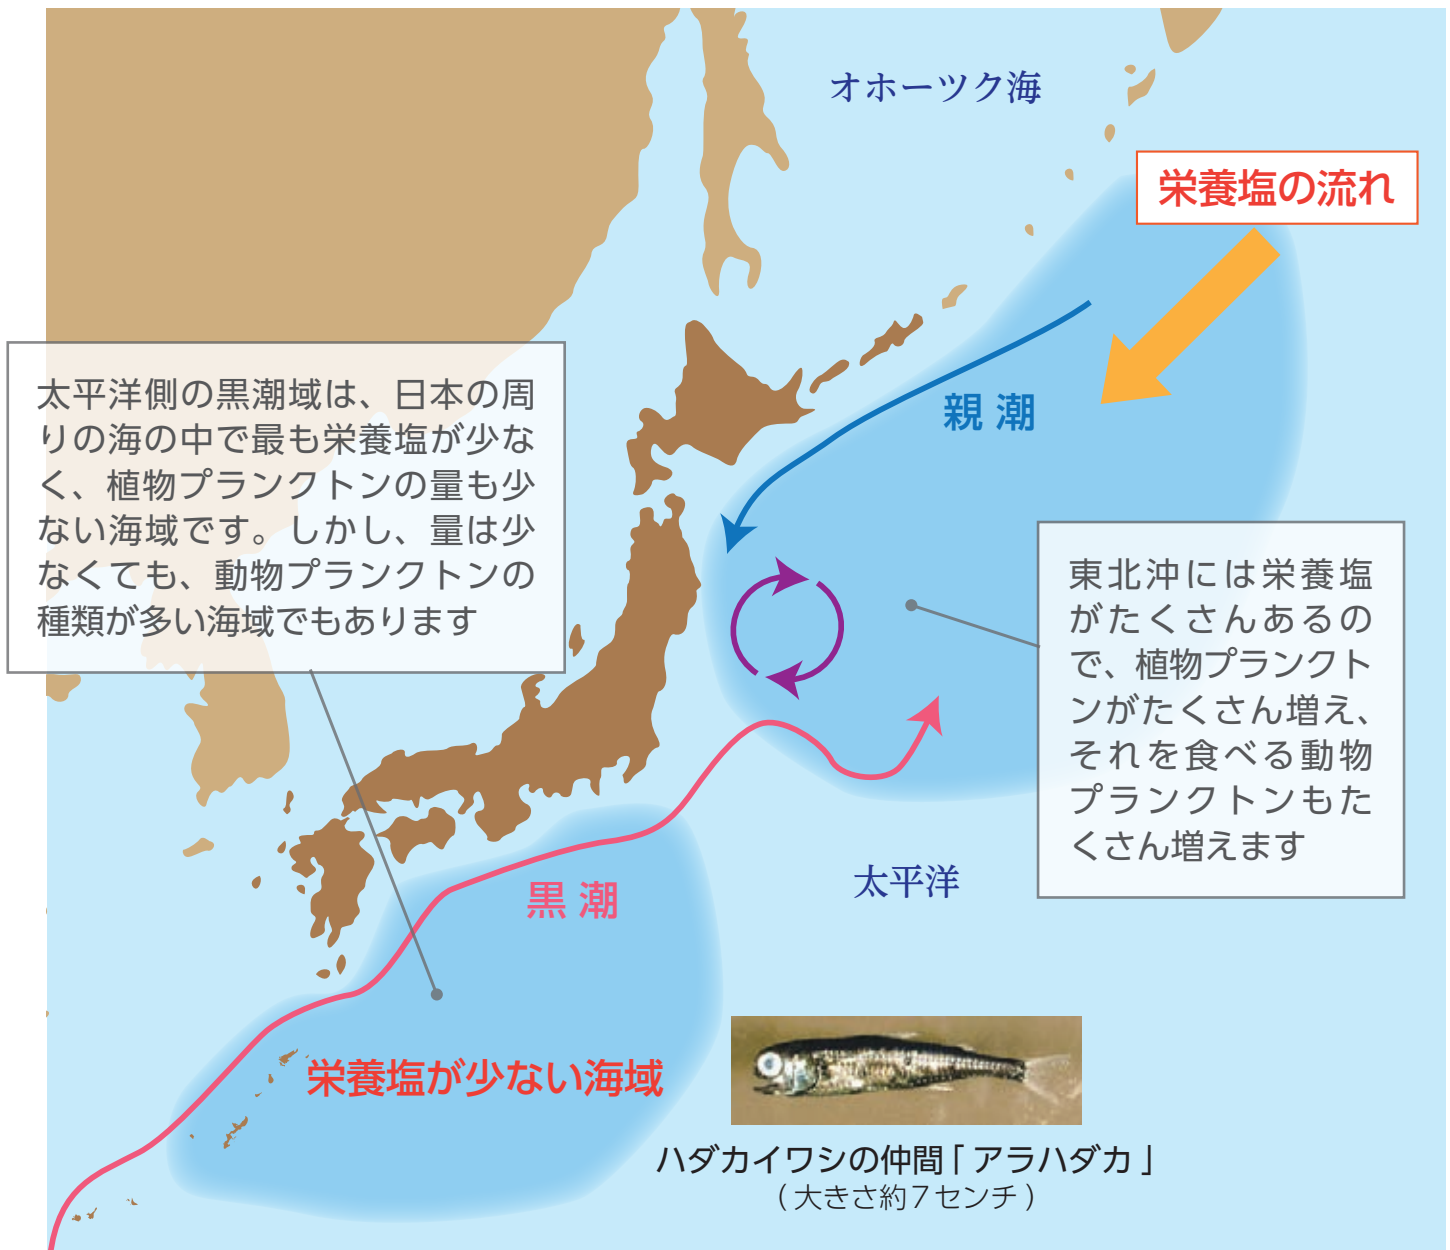 オホーツク海
栄養塩の流れ
親潮
太平洋側の黒潮域は、日本の周
りの海の中で最も栄養塩が少な
く、植物プランクトンの量も少
ない海域です。しかし、量は少
なくても、動物プランクトンの
種類が多い海域でもあります
東北沖には栄養塩
がたくさんあるの
で、植物プランクト
ンがたくさん増え、
それを食べる動物
プランクトンもた
くさん増えます
太平洋
黒潮
栄養塩が少ない海域
ハダカイワシの仲間「アラハダカ」
（大きさ約7センチ）